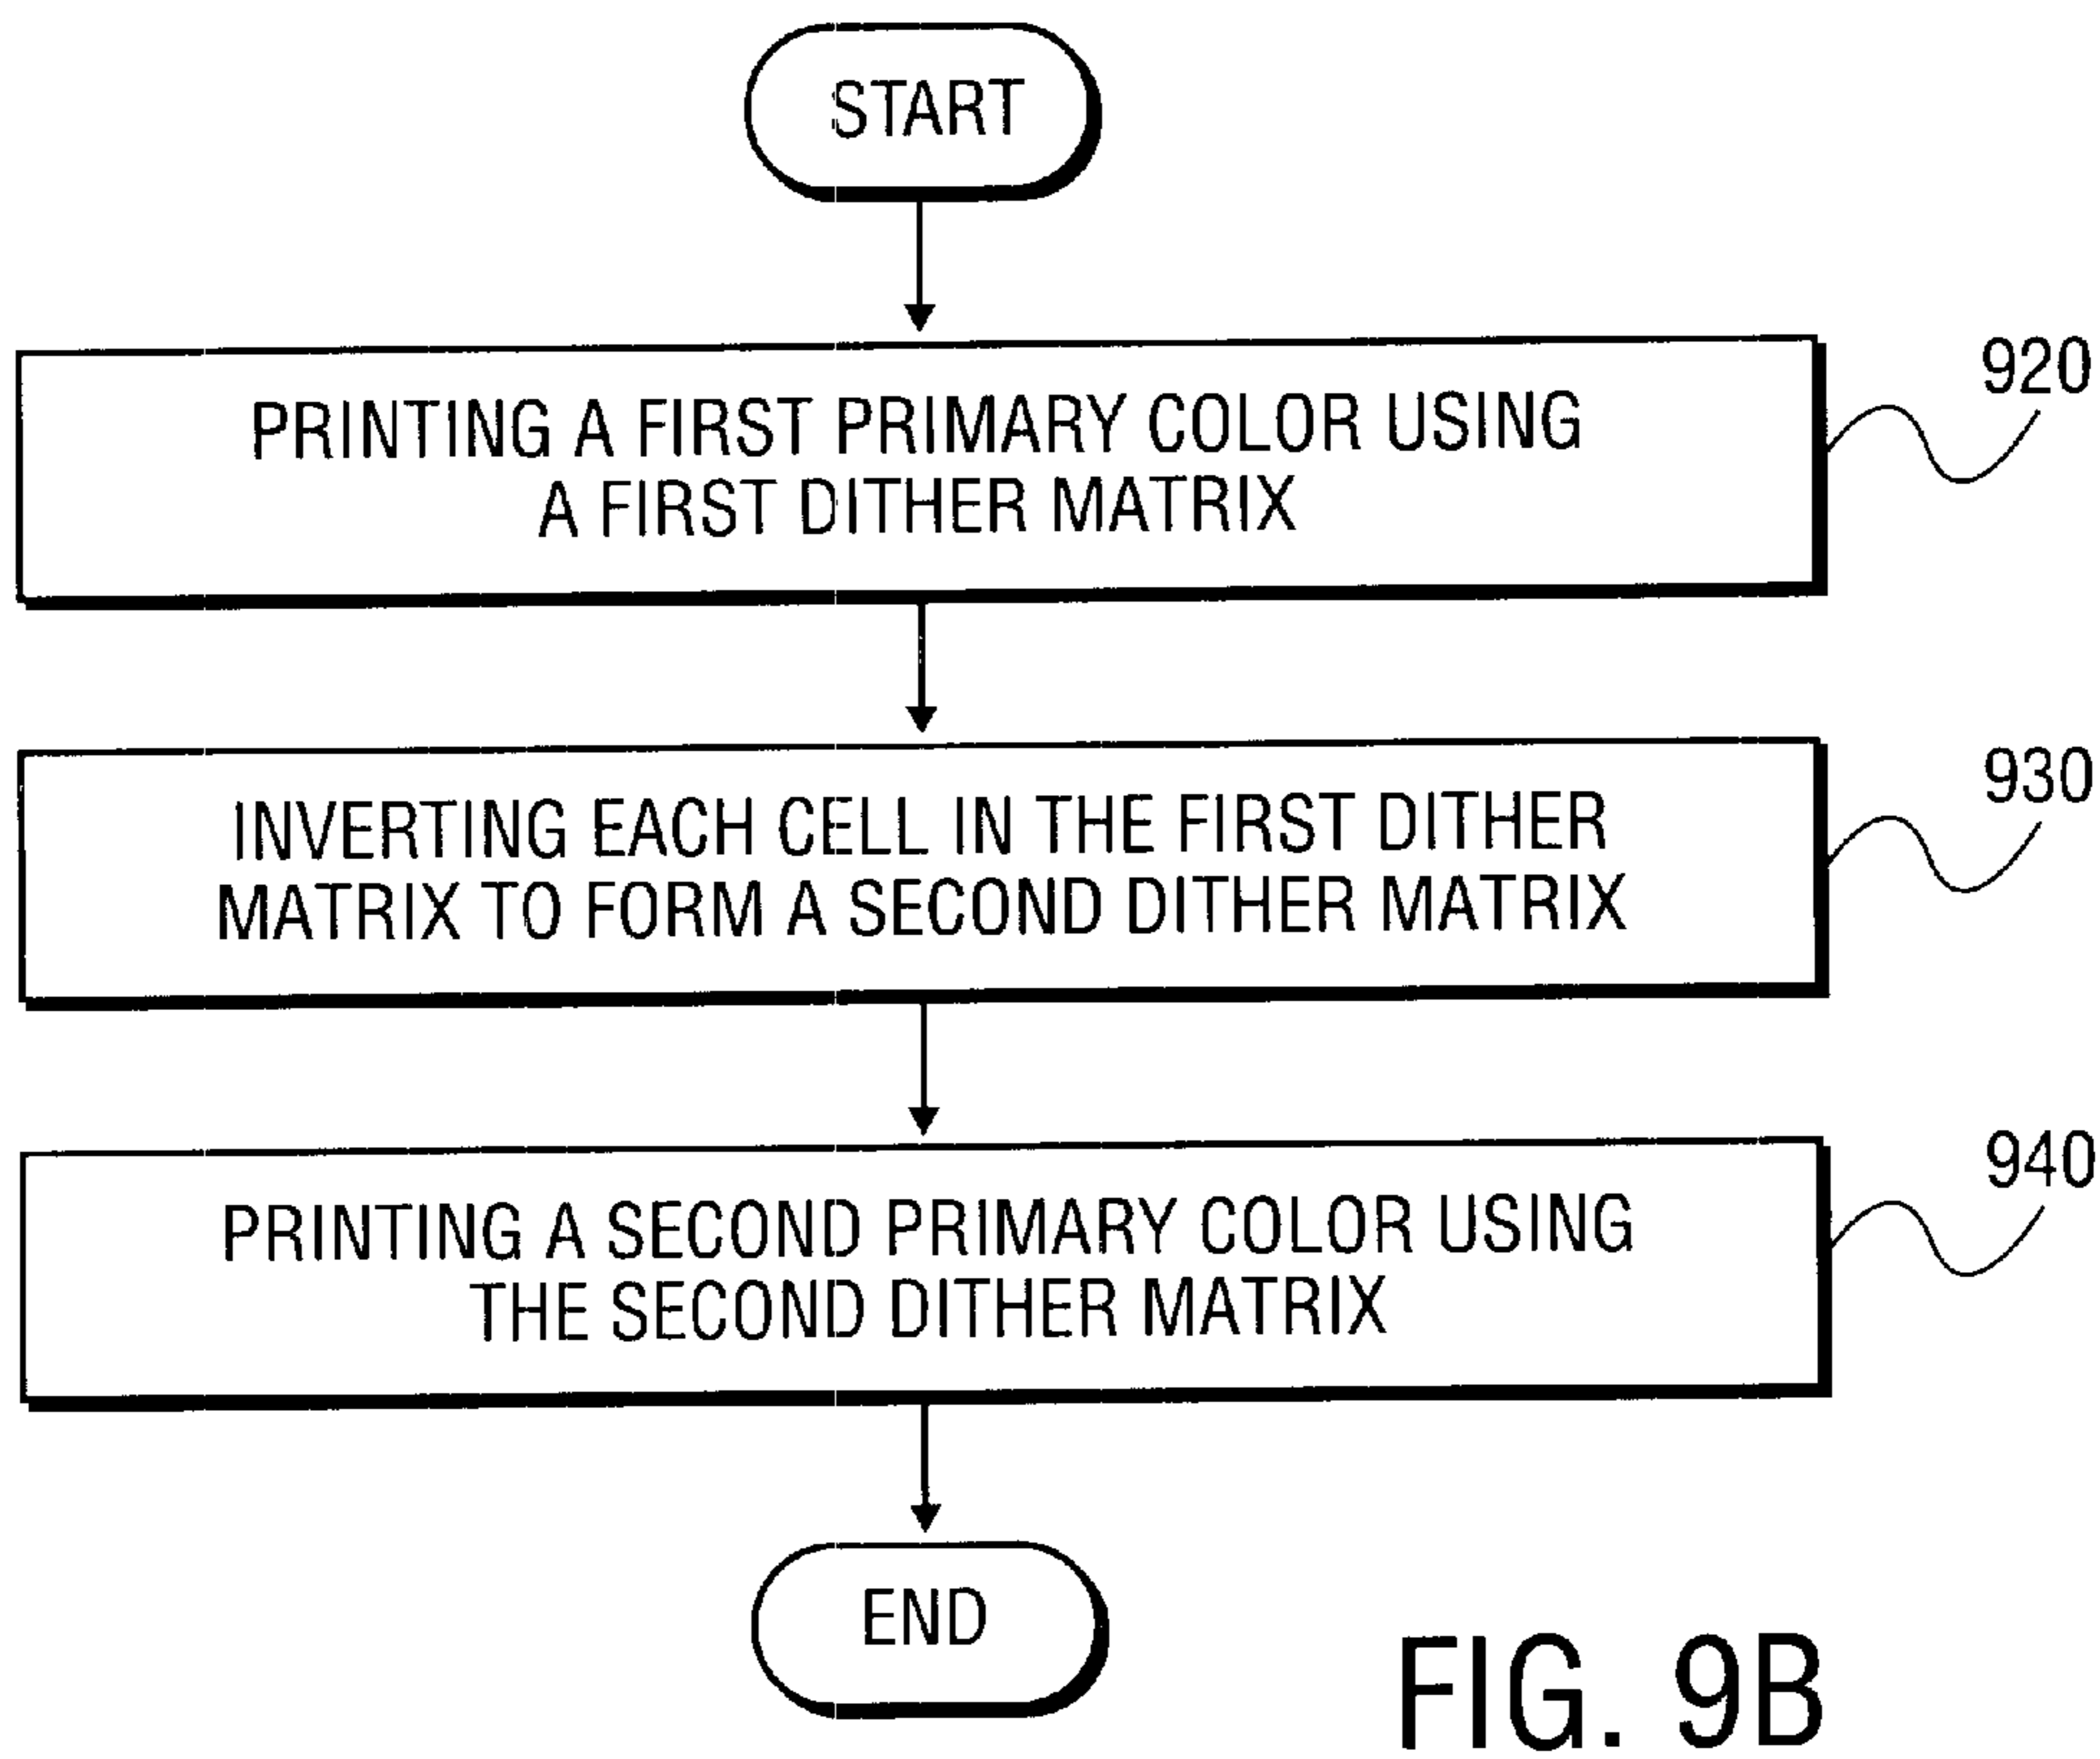 START
920
PRINTING A FIRST PRIMARY COLOR USING
A FIRST DITHER MATRIX
930
INVERTING EACH CELL IN THE FIRST DITHER
MATRIX TO FORM A SECOND DITHER MATRIX
940
PRINTING A SECOND PRIMARY COLOR USING
THE SECOND DITHER MATRIX
END
FIG. 9B